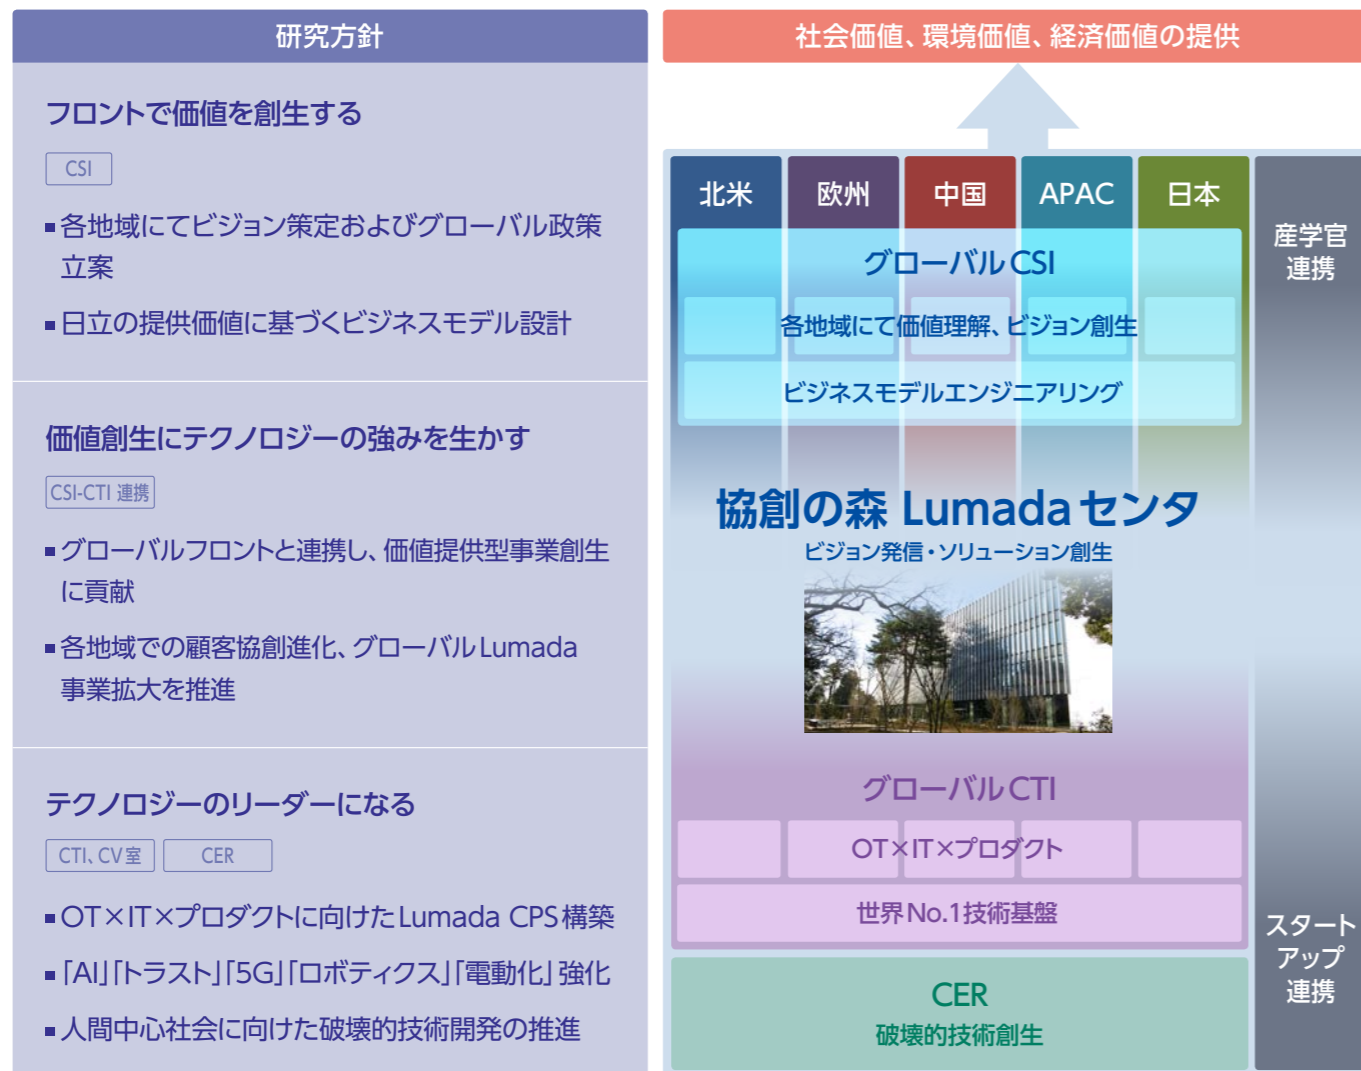 研究方針
フロントで価値を創生する
CSI
■各地域にてビジョン策定およびグローバル政策
立案
■日立の提供価値に基づくビジネスモデル設計
価値創生にテクノロジーの強みを生かす
CSI-CTI 連携
■グローバルフロントと連携し、価値提供型事業創生
に貢献
■各地域での顧客協創進化、グローバルLumada
事業拡大を推進
テクノロジーのリーダーになる
CTI、CV室 CER
■OT×IT×プロダクトに向けたLumada CPS構築
■「AI」「トラスト」「5G」「ロボティクス」「電動化」強化
■人間中心社会に向けた破壊的技術開発の推進
社会価値、環境価値、経済価値の提供
北米 欧州 中国 APAC 日本
グローバルCSI
各地域にて価値理解、ビジョン創生
ビジネスモデルエンジニアリング
協創の森 Lumadaセンタ
ビジョン発信・ソリューション創生
グローバルCTI
OT×IT×プロダクト
世界No.1技術基盤
CER
破壊的技術創生
産学官
連携
スタート
アップ
連携